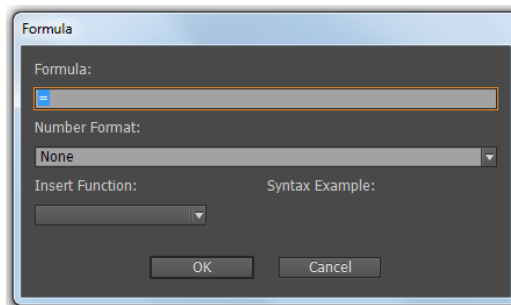 Formula
Formula:
=
Number Format:
None
Insert Function: Syntax Example:
OK Cancel